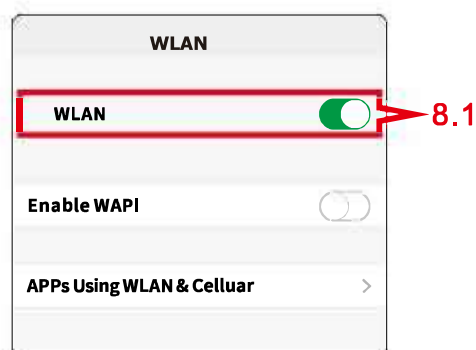 WLAN
WLAN
8.1
Enable WAPI
APPs Using WLAN & Celluar